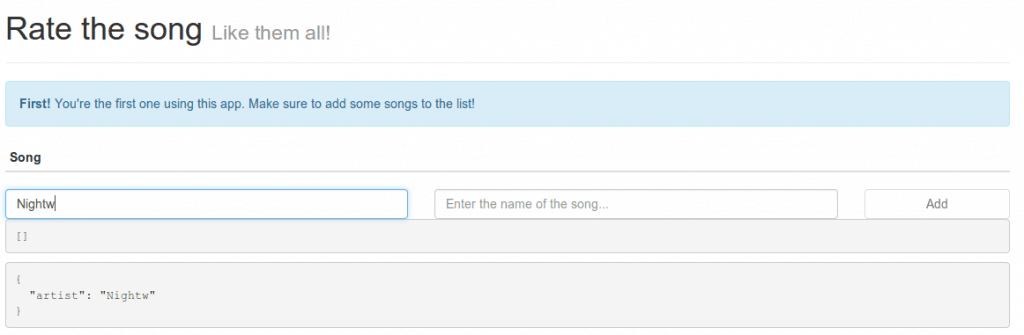 Rate the song Like them all!
First! You're the first one using this app. Make sure to add some songs to the list!
Song
Nightw Enter the name of the song... Add
[]
{
"artist": "Nightw"
}